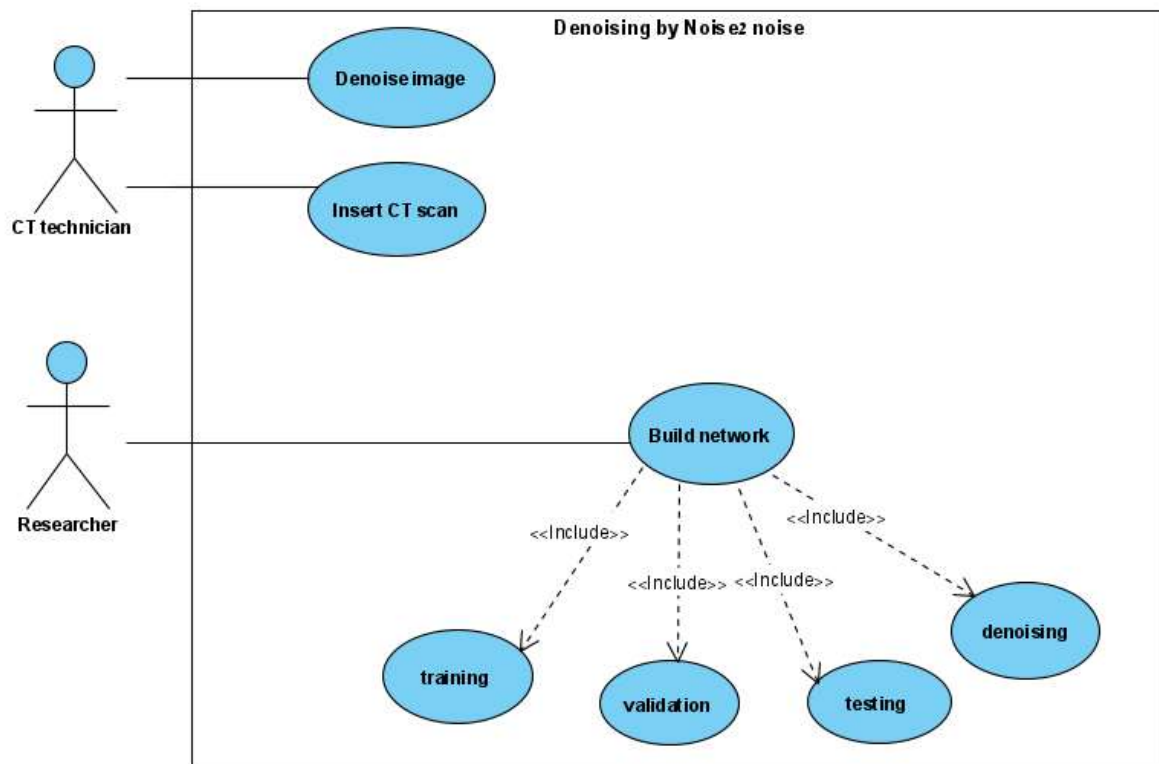 Denoising by Noise2 noise
Denoise image
Insert CT scan
CT technician
Build network
Researcher
<<Include>>
<<Include>>
<<Include>>
<<Include>>
denoising
training
validation
testing